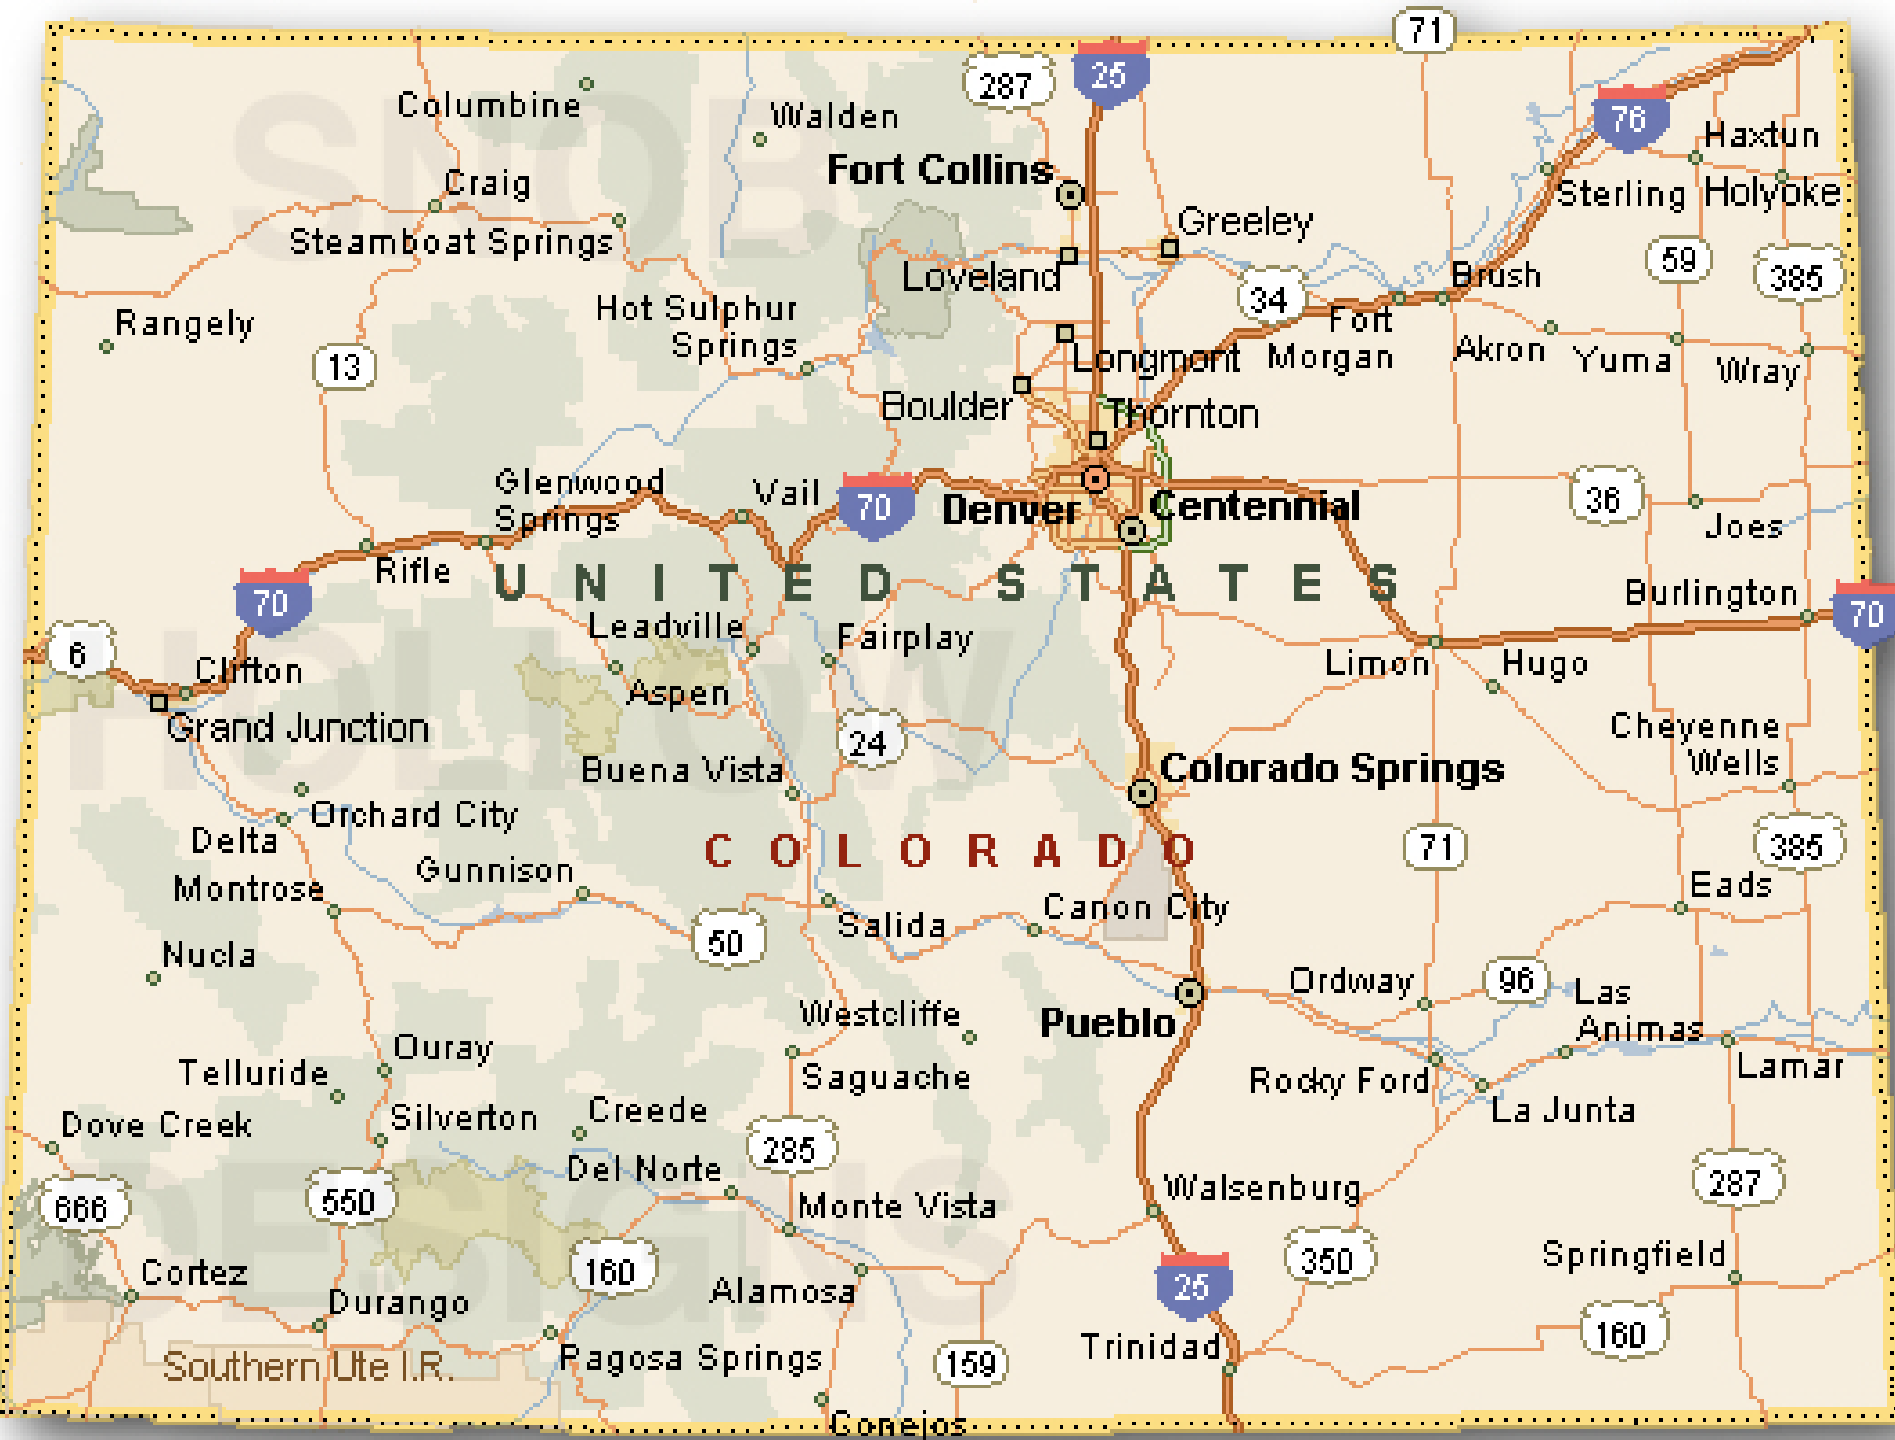 71
287
25
76
Columbine
Walden
Haxtun
Fort Collins
Craig
Sterling
Holyoke
Greeley
Steamboat Springs
Loveland
59
385
Brush
34
Rangely
Hot Sulphur
Springs
Fort
Morgan
13
Longmont
Akron
Yuma
Wray
Boulder
Thornton
Glenwood
Springs
Vail
70
Denver
Centennial
36
Joes
Rifle
UNITED STATES
70
Burlington
70
Leadville
Fairplay
6
Clifton
Limon
Hugo
Aspen
Grand Junction
24
Cheyenne
Wells
Buena Vista
Colorado Springs
Orchard City
Delta
COLORADO
71
385
Gunnison
Montrose
Eads
Canon City
Salida
50
Nucla
Ordway
96
Las
Animas
Westcliffe
Pueblo
Ouray
Telluride
Saguache
Rocky Ford
Lamar
La Junta
Dove Creek
Silverton
Creede
285
Del Norte
287
666
550
Monte Vista
Walsenburg
Cortez
160
350
Springfield
Alamosa
25
Durango
Trinidad
160
Southern Ute I.R.
Pagosa Springs
159
Conejos
SNOB
HOLLOW
DESIGNS